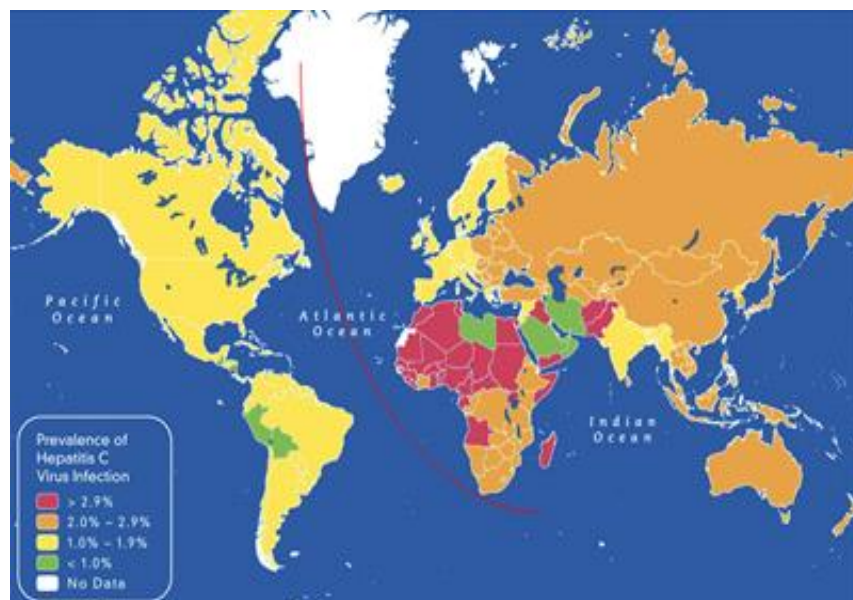 Pacific
Ocean
Atlantic
Ocean
Indian
Ocean
Prevalence of
Hepatitis C
Virus Infection
> 2.9%
2.0% – 2.9%
1.0% – 1.9%
< 1.0%
No Data